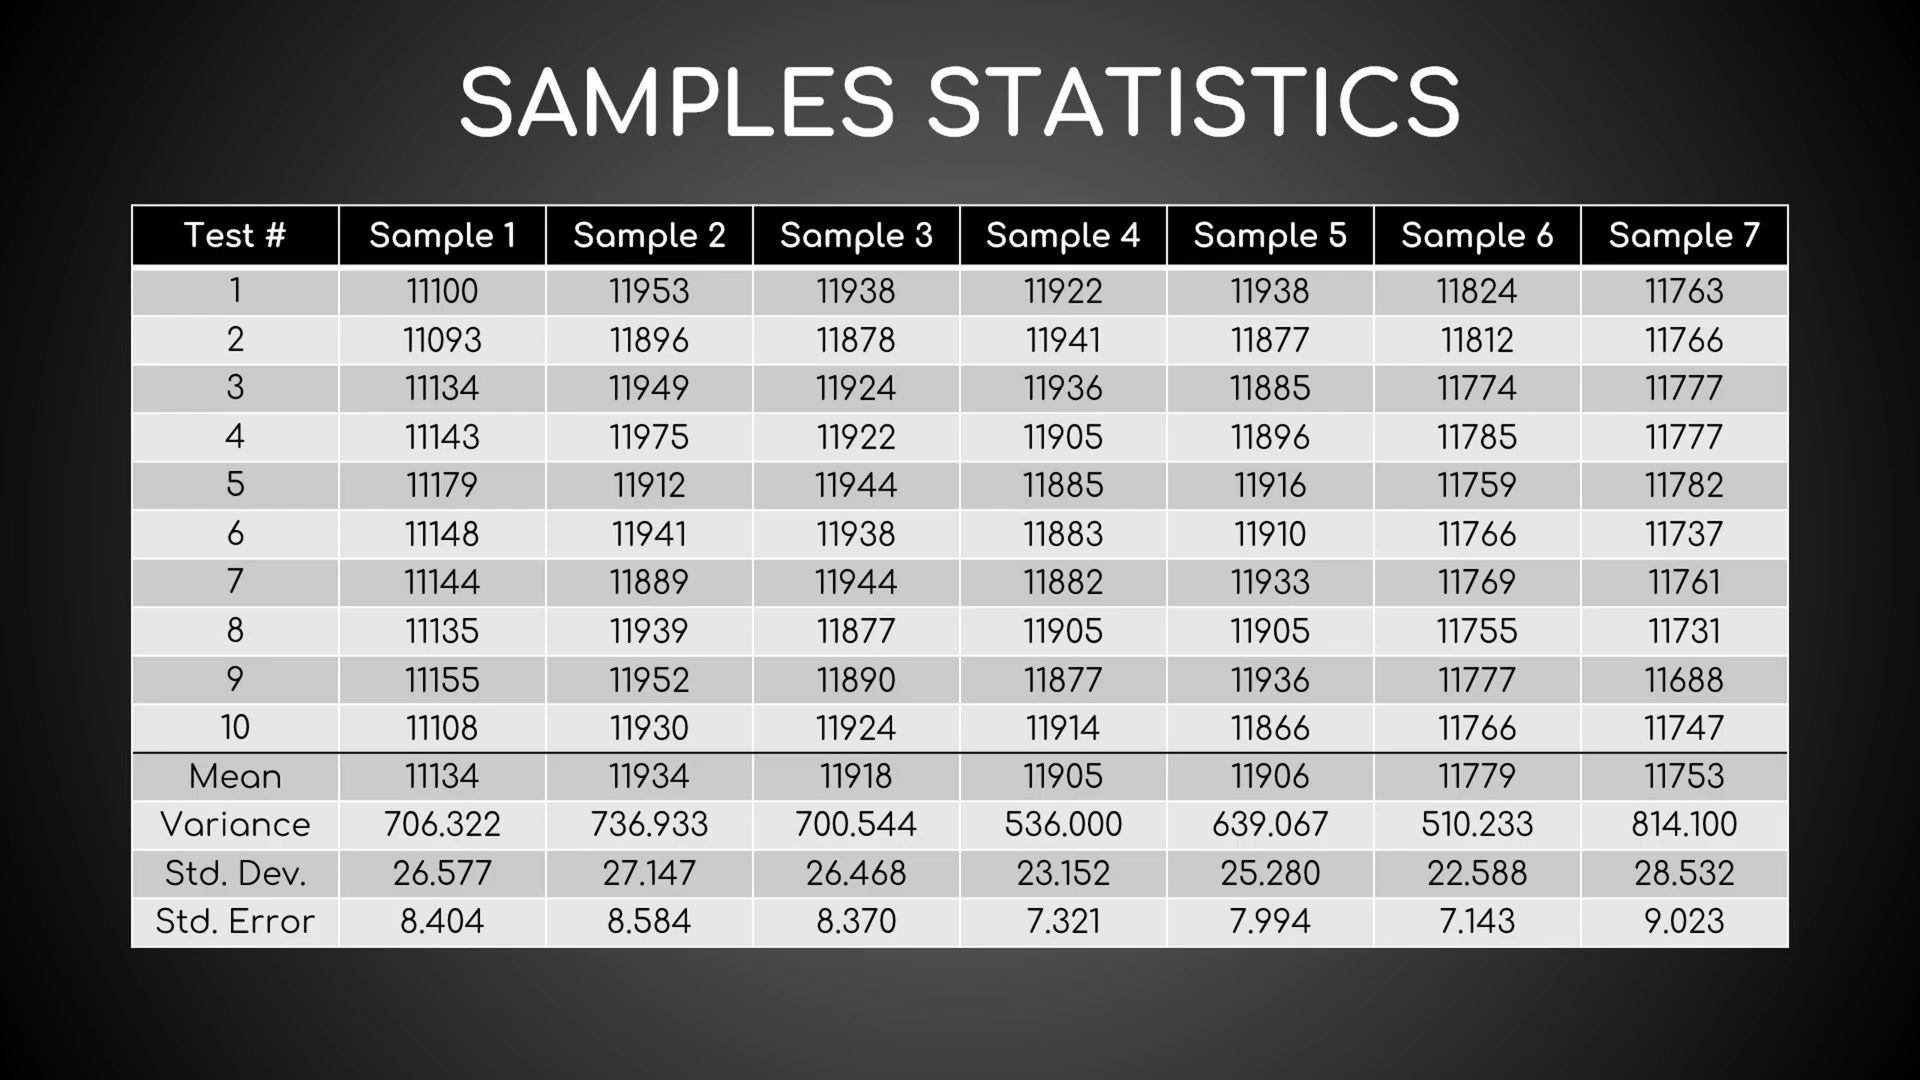 SAMPLES STATISTICS
Test # Sample 1 Sample 2 Sample 3 Sample 4 Sample 5 Sample 6 Sample 7
1 11100 11953 11938 11922 11938 11824 11763
2 11093 11896 11878 11941 11877 11812 11766
3 11134 11949 11924 11936 11885 11774 11777
4 11143 11975 11922 11905 11896 11785 11777
5 11179 11912 11944 11885 11916 11759 11782
6 11148 11941 11938 11883 11910 11766 11737
7 11144 11889 11944 11882 11933 11769 11761
8 11135 11939 11877 11905 11905 11755 11731
9 11155 11952 11890 11877 11936 11777 11688
10 11108 11930 11924 11914 11866 11766 11747
Mean 11134 11934 11918 11905 11906 11779 11753
Variance 706.322 736.933 700.544 536.000 639.067 510.233 814.100
Std. Dev. 26.577 27.147 26.468 23.152 25.280 22.588 28.532
Std. Error 8.404 8.584 8.370 7.321 7.994 7.143 9.023